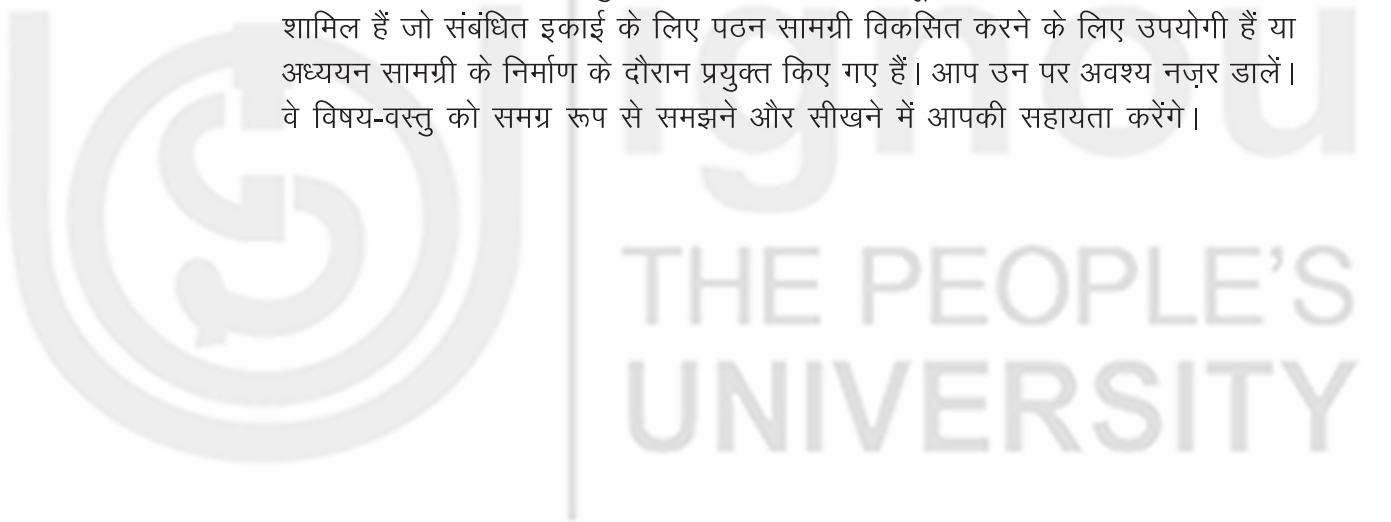 शामिल हैं जो संबंधित इकाई के लिए पठन सामग्री विकसित करने के लिए उपयोगी हैं या
अध्ययन सामग्री के निर्माण के दौरान प्रयुक्त किए गए हैं। आप उन पर अवश्य नज़र डालें।
वे विषय-वस्तु को समग्र रूप से समझने और सीखने में आपकी सहायता करेंगे।
ignou
THE PEOPLE'S
UNIVERSITY